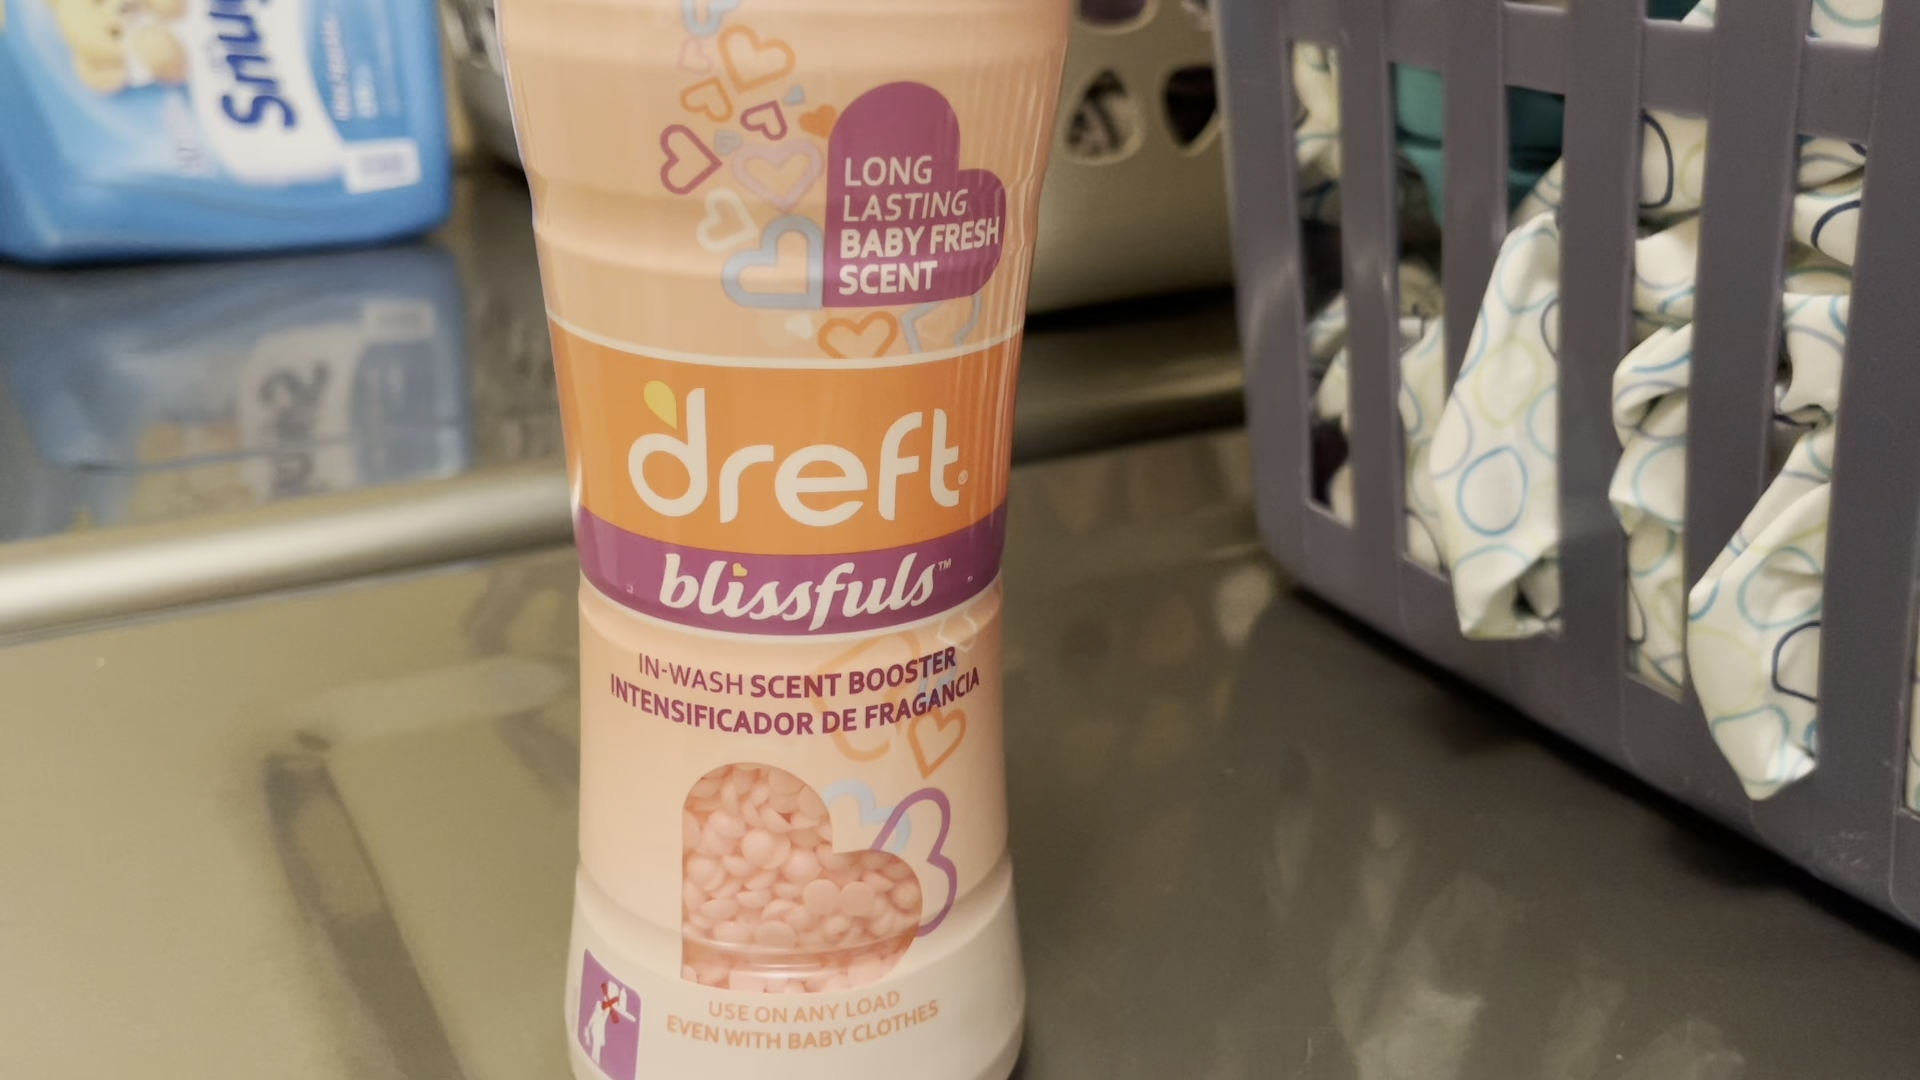 Snu
LONG
LASTING
BABY FRESH
SCENT
dreft
blissfuls™
IN-WASH SCENT BOOSTER
INTENSIFICADOR DE FRAGANCIA
USE ON ANY LOAD
EVEN WITH BABY CLOTHES